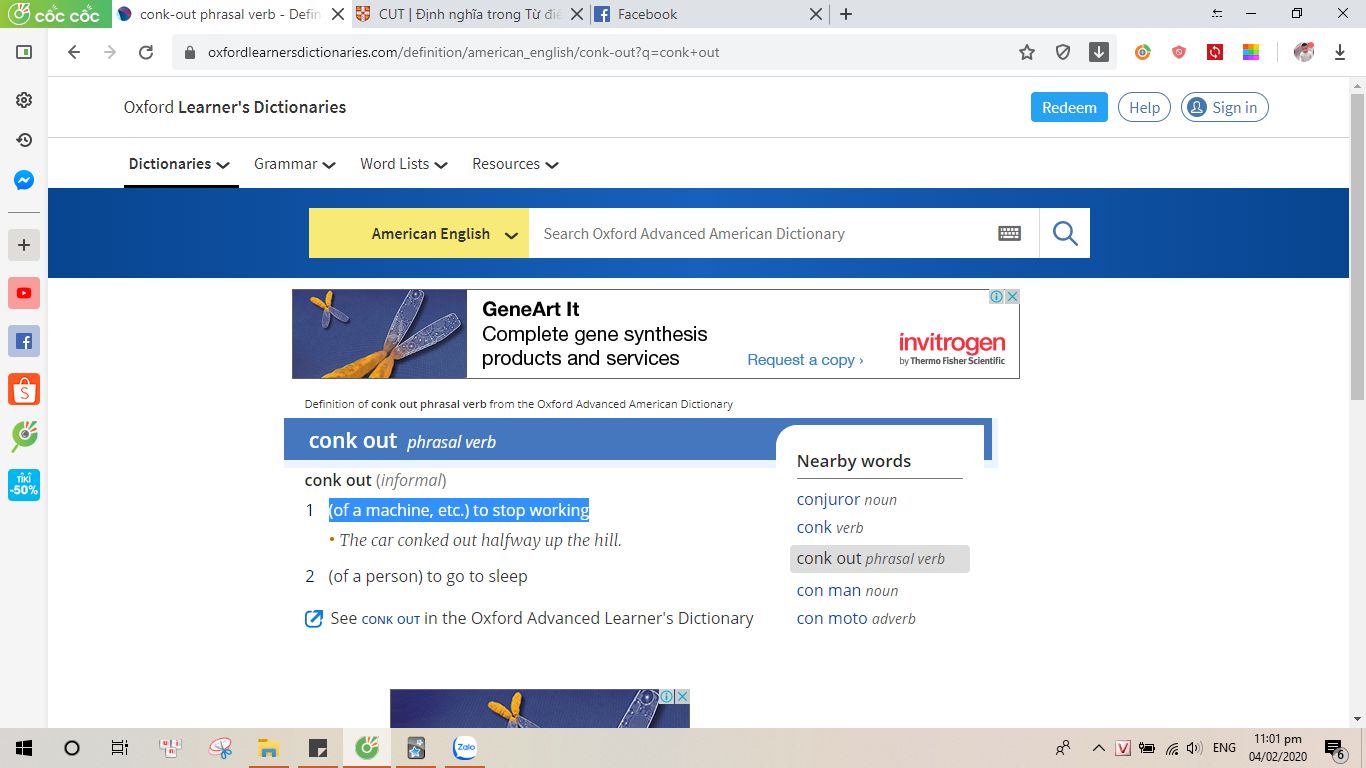 cốc cốc
conk-out phrasal verb - Defin
CUT | Định nghĩa trong Từ điể
Facebook
oxfordlearnersdictionaries.com/definition/american_english/conk-out?q=conk+out
Oxford Learner's Dictionaries
Redeem
Help
Sign in
Dictionaries
Grammar
Word Lists
Resources
American English
Search Oxford Advanced American Dictionary
GeneArt It
Complete gene synthesis
products and services
Request a copy ›
invitrogen
by Thermo Fisher Scientific
Definition of conk out phrasal verb from the Oxford Advanced American Dictionary
conk out phrasal verb
conk out (informal)
1 (of a machine, etc.) to stop working
• The car conked out halfway up the hill.
2 (of a person) to go to sleep
See CONK OUT in the Oxford Advanced Learner's Dictionary
Nearby words
conjuror noun
conk verb
conk out phrasal verb
con man noun
con moto adverb
TIKI
-50%
Zalo
V
ENG
11:01 pm
04/02/2020
6